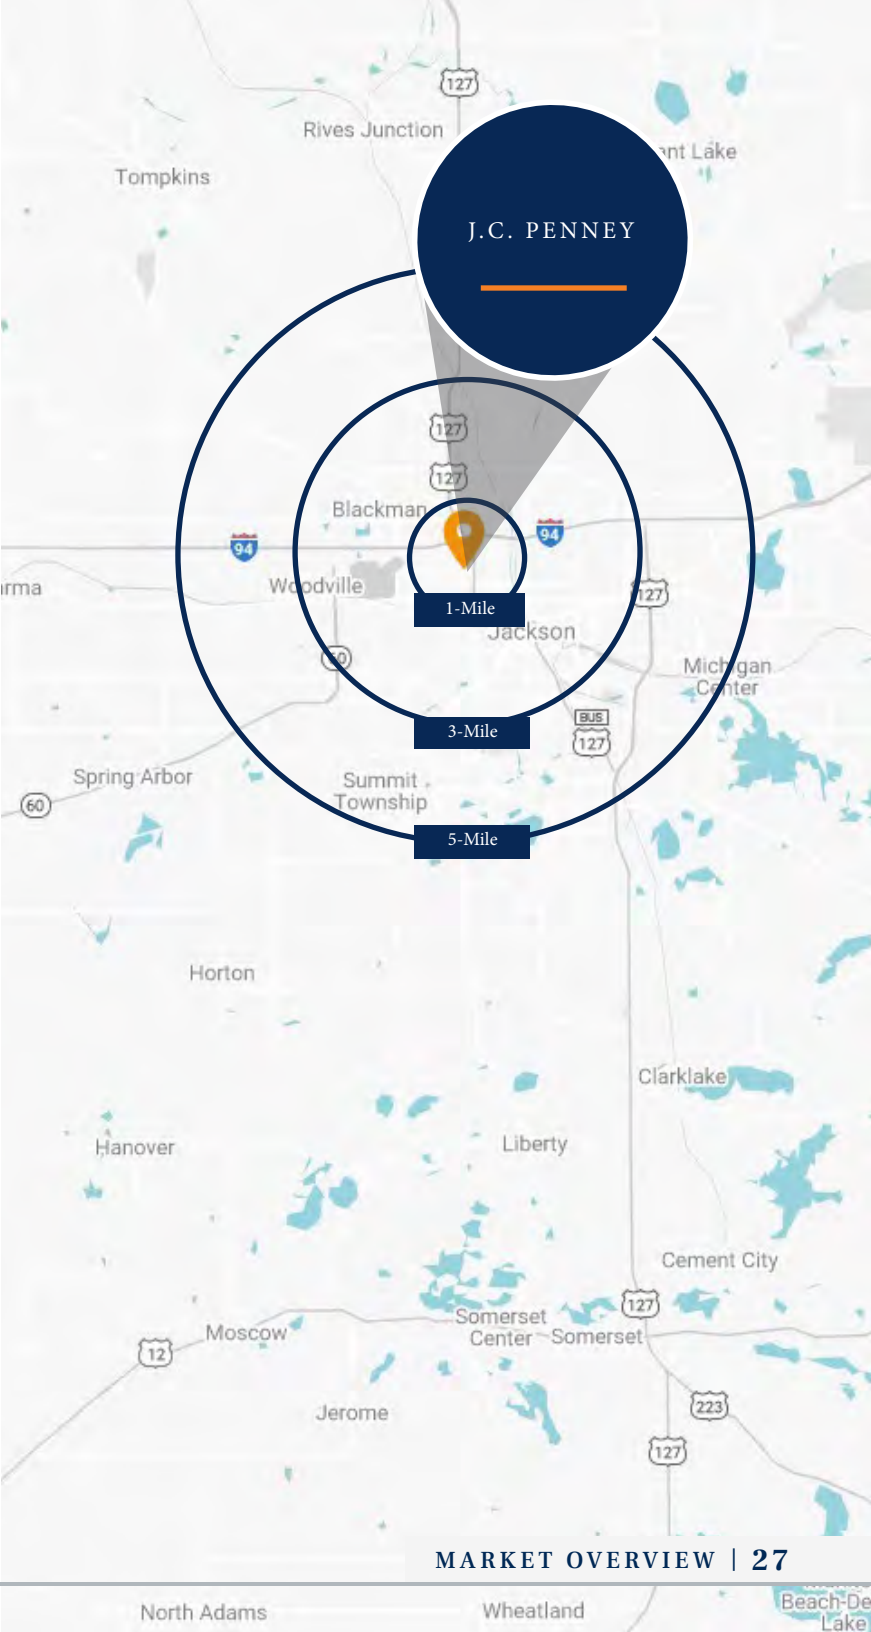 127
Rives Junction
Lake
Tompkins
J.C. PENNEY
127
127
Blackman
94
94
Woodville
127
1-Mile
Jackson
60
Michigan
Center
BUS
127
3-Mile
Spring Arbor
60
Summit
Township
5-Mile
Horton
Clarklake
Hanover
Liberty
Cement City
127
Somerset
Center
Somerset
Moscow
12
223
Jerome
127
MARKET OVERVIEW | 27
North Adams
Wheatland
Beach-De
Lake